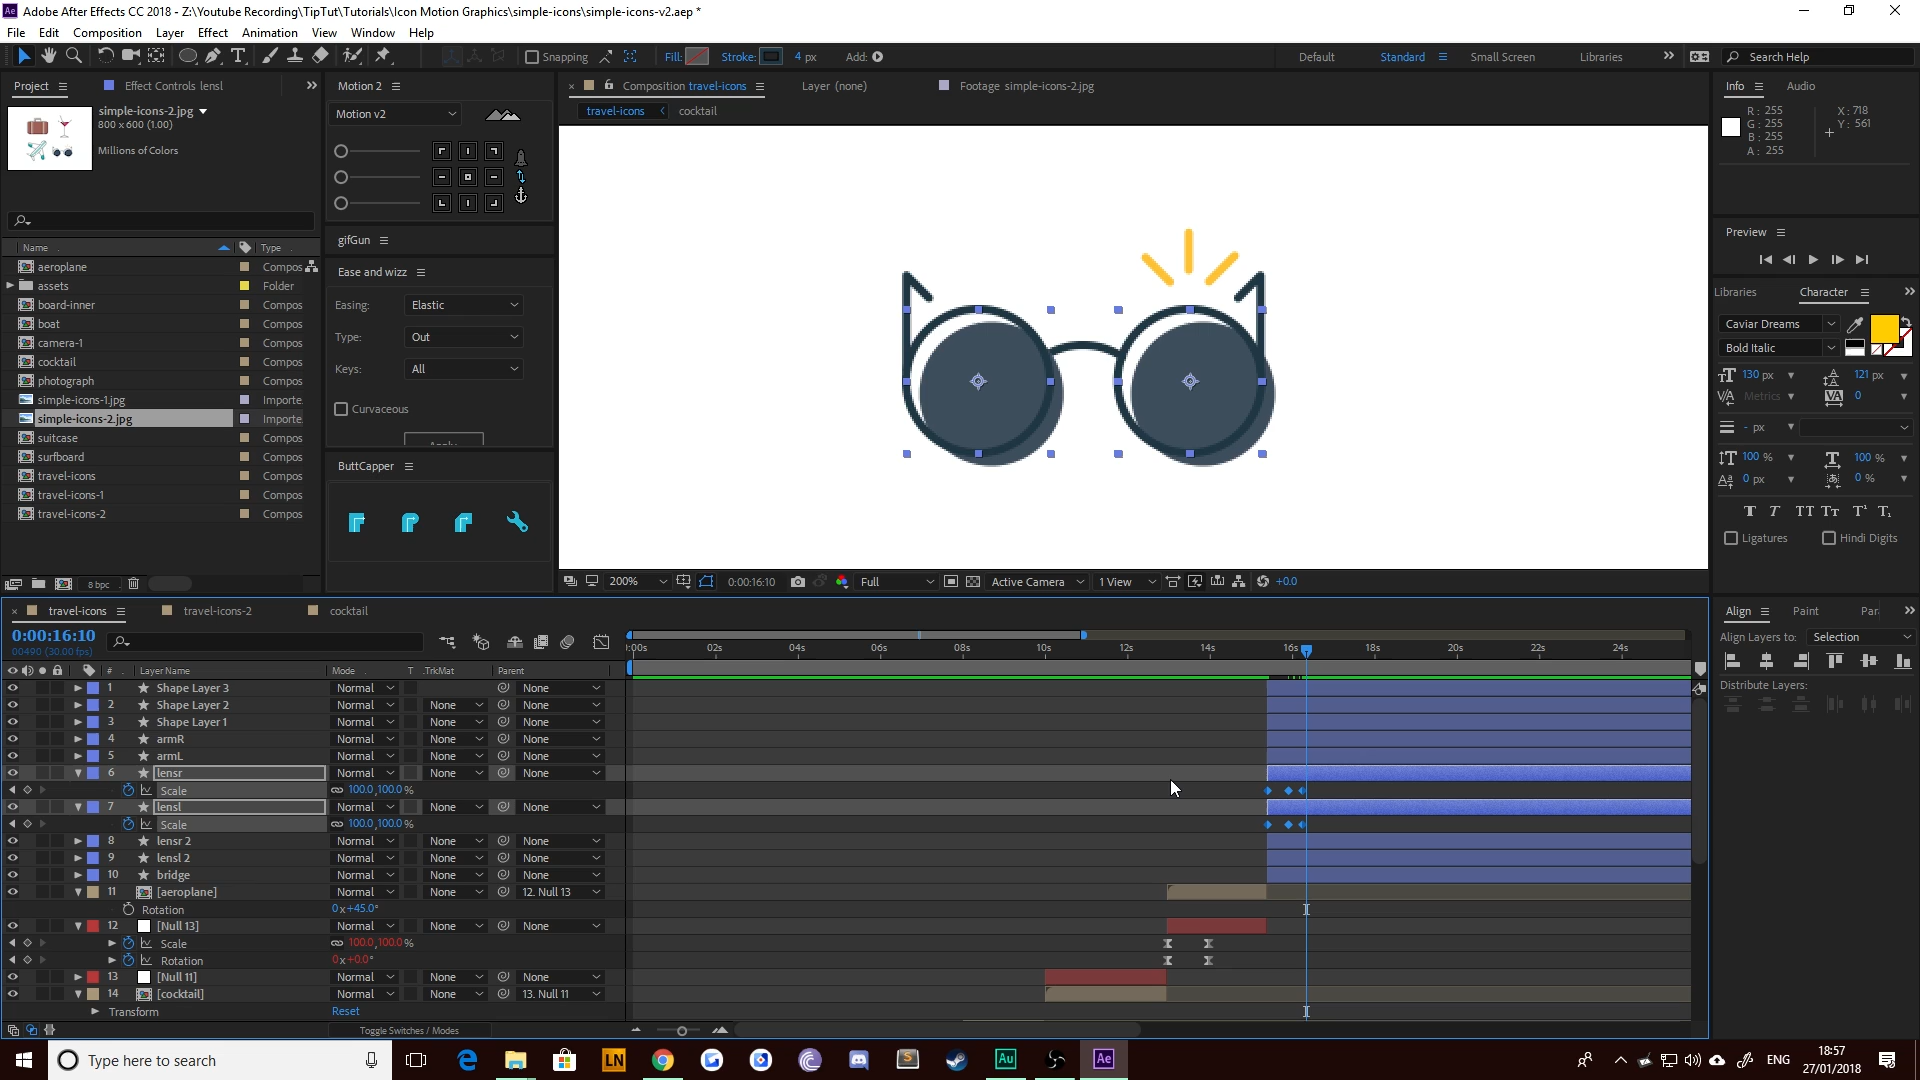 Adobe After Effects CC 2018 - Z:\Youtube Recording\TipTut\Tutorials\Icon Motion Graphics\simple-icons\simple-icons-v2.aep *
File Edit Composition Layer Effect Animation View Window Help
Snapping Fill: Stroke: 4 px Add: Default Standard Small Screen Libraries Search Help
Project Effect Controls lensl
simple-icons-2.jpg
800 x 600 (1.00)
Millions of Colors
Name Type
aeroplane Compos
assets Folder
board-inner Compos
boat Compos
camera-1 Compos
cocktail Compos
photograph Compos
simple-icons-1.jpg Importe
simple-icons-2.jpg Importe
suitcase Compos
surfboard Compos
travel-icons Compos
travel-icons-1 Compos
travel-icons-2 Compos
8 bpc
Motion 2
Motion v2
gifGun
Ease and wizz
Easing: Elastic
Type: Out
Keys: All
Curvaceous
Apply
ButtCapper
Composition travel-icons Layer (none) Footage simple-icons-2.jpg
travel-icons cocktail
200% 0:00:16:10 Full Active Camera 1 View +0.0
Info Audio
R: 255 X: 718
G: 255 Y: 561
B: 255
A: 255
Preview
Libraries Character
Caviar Dreams
Bold Italic
130 px 121 px
Metrics 0
- px
100 % 100 %
0 px 0 %
Ligatures Hindi Digits
Align Paint Par
Align Layers to: Selection
Distribute Layers:
travel-icons travel-icons-2 cocktail
0:00:16:10
00490 (30.00 fps)
:00s 02s 04s 06s 08s 10s 12s 14s 16s 18s 20s 22s 24s
# Layer Name Mode T .TrkMat Parent
1 Shape Layer 3 Normal None
2 Shape Layer 2 Normal None None
3 Shape Layer 1 Normal None None
4 armR Normal None None
5 armL Normal None None
6 lensr Normal None None
Scale 100.0,100.0 %
7 lensl Normal None None
Scale 100.0,100.0 %
8 lensr 2 Normal None None
9 lensl 2 Normal None None
10 bridge Normal None None
11 [aeroplane] Normal None 12. Null 13
Rotation 0x+45.0°
12 [Null 13] Normal None None
Scale 100.0,100.0 %
Rotation 0x+0.0°
13 [Null 11] Normal None None
14 [cocktail] Normal None 13. Null 11
Transform Reset
Toggle Switches / Modes
Type here to search ENG 18:57
27/01/2018